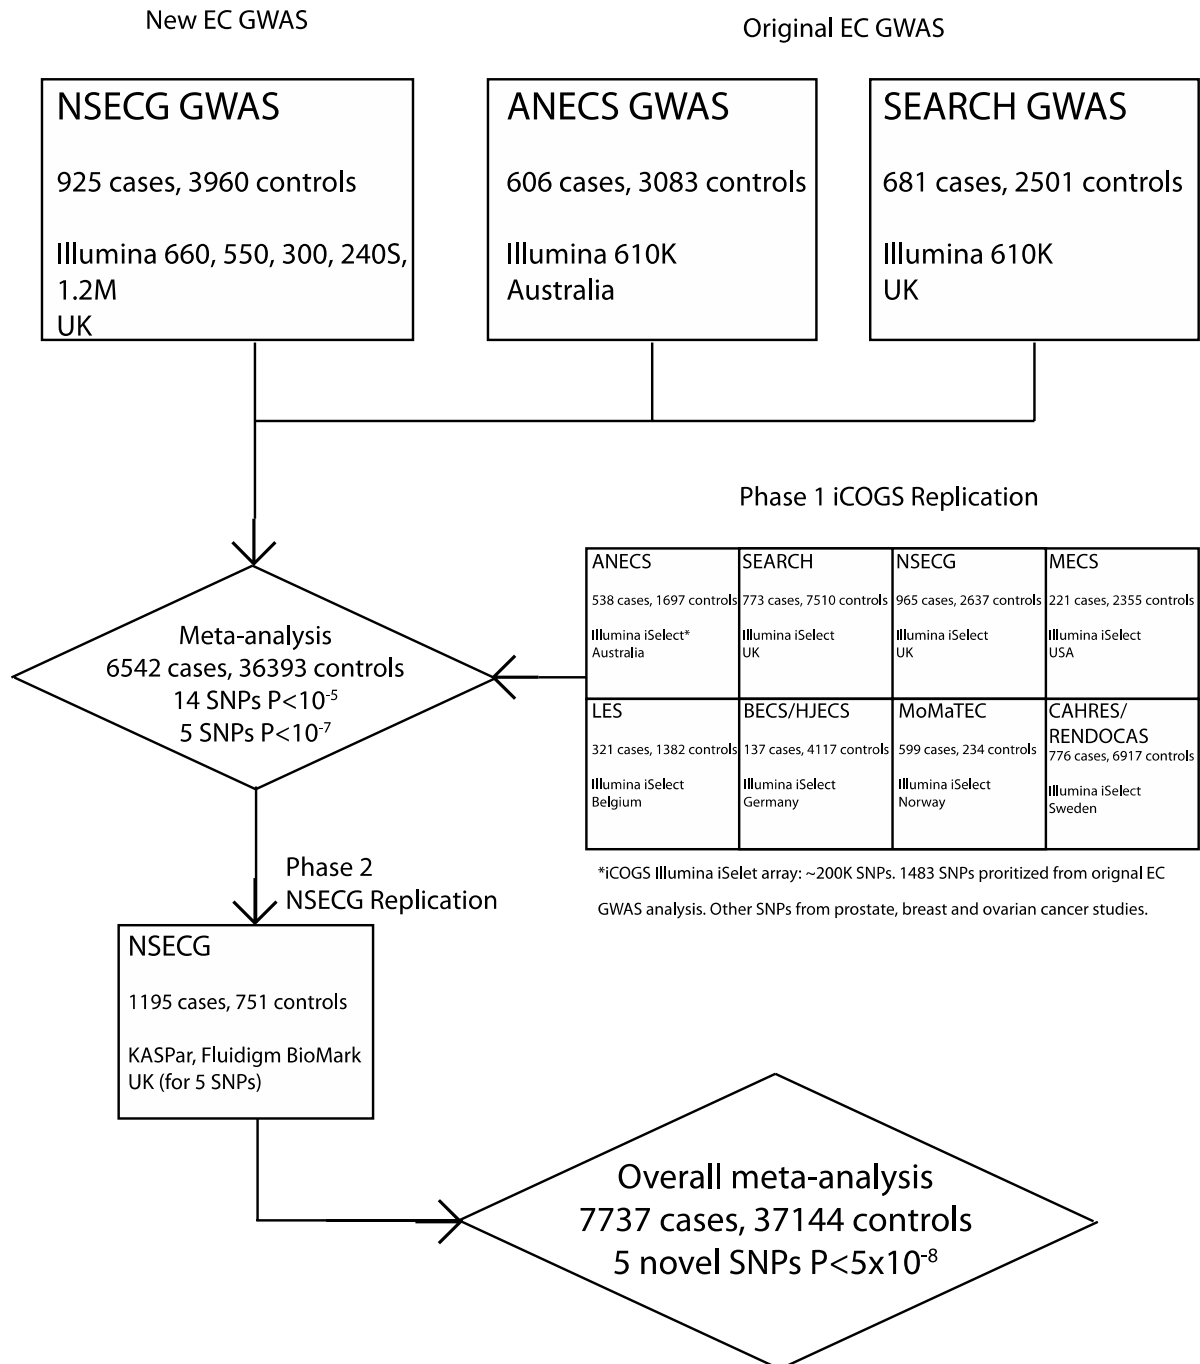 New EC GWAS
Original EC GWAS
NSECG GWAS
925 cases, 3960 controls
Illumina 660, 550, 300, 240S,
1.2M
UK
ANECS GWAS
606 cases, 3083 controls
Illumina 610K
Australia
SEARCH GWAS
681 cases, 2501 controls
Illumina 610K
UK
Phase 1 iCOGS Replication
ANECS
538 cases, 1697 controls
Illumina iSelect*
Australia
SEARCH
773 cases, 7510 controls
Illumina iSelect
UK
NSECG
965 cases, 2637 controls
Illumina iSelect
UK
MECS
221 cases, 2355 controls
Illumina iSelect
USA
LES
321 cases, 1382 controls
Illumina iSelect
Belgium
BECS/HJECS
137 cases, 4117 controls
Illumina iSelect
Germany
MoMaTEC
599 cases, 234 controls
Illumina iSelect
Norway
CAHRES/
RENDOCAS
776 cases, 6917 controls
Illumina iSelect
Sweden
*iCOGS Illumina iSelet array: ~200K SNPs. 1483 SNPs proritized from orignal EC
GWAS analysis. Other SNPs from prostate, breast and ovarian cancer studies.
Meta-analysis
6542 cases, 36393 controls
14 SNPs P<10⁻⁵
5 SNPs P<10⁻⁷
Phase 2
NSECG Replication
NSECG
1195 cases, 751 controls
KASPar, Fluidigm BioMark
UK (for 5 SNPs)
Overall meta-analysis
7737 cases, 37144 controls
5 novel SNPs P<5x10⁻⁸